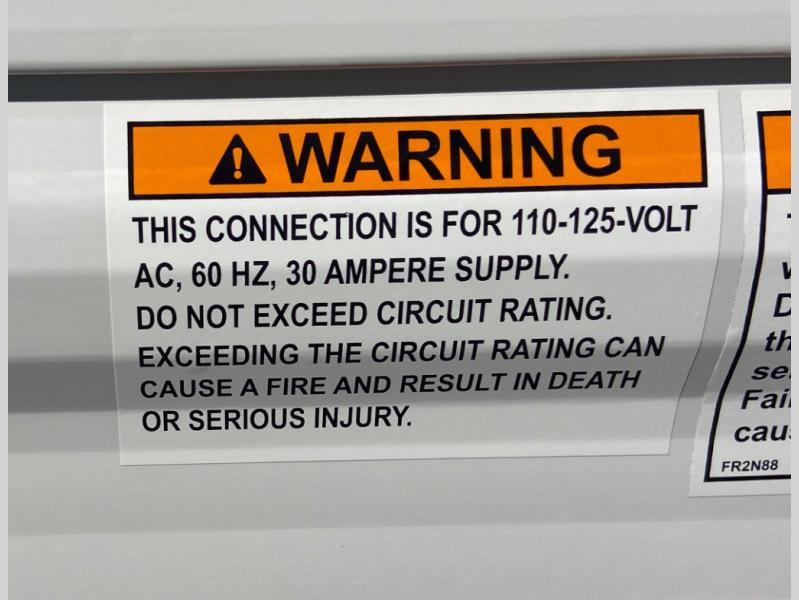 WARNING
THIS CONNECTION IS FOR 110-125-VOLT
AC, 60 HZ, 30 AMPERE SUPPLY.
DO NOT EXCEED CIRCUIT RATING.
EXCEEDING THE CIRCUIT RATING CAN
CAUSE A FIRE AND RESULT IN DEATH
OR SERIOUS INJURY.
FR2N88